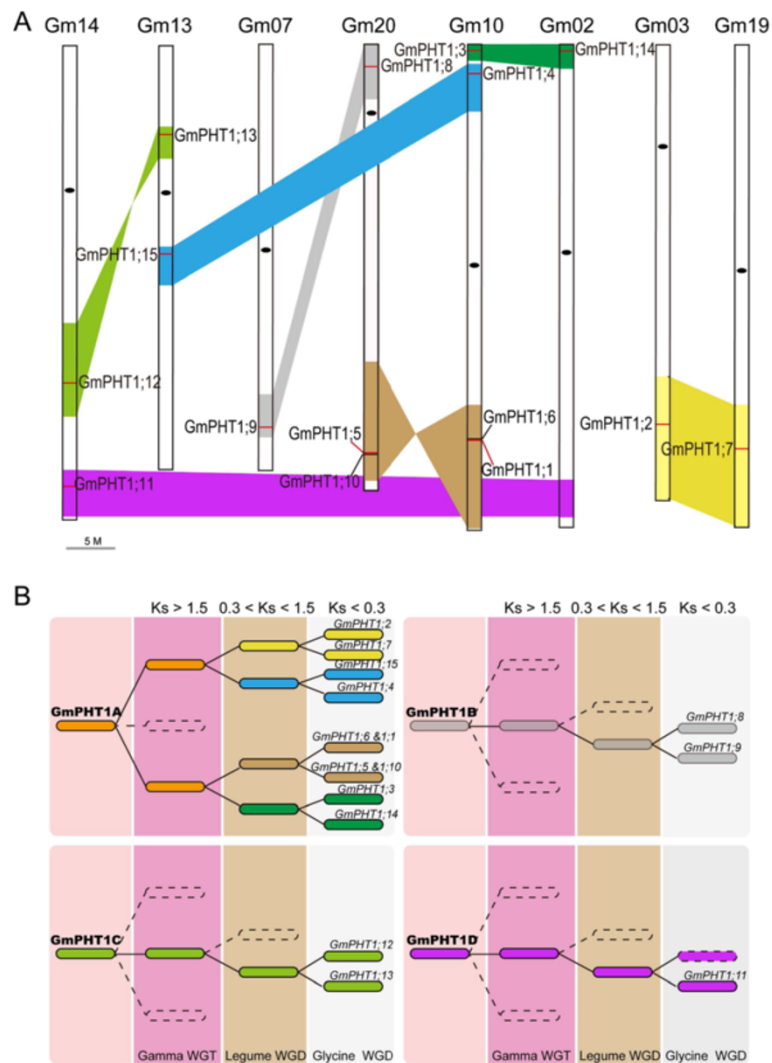 A
Gm14 Gm13 Gm07 Gm20 Gm10 Gm02 Gm03 Gm19
GmPHT1;3 GmPHT1;14
GmPHT1;8 GmPHT1;4
GmPHT1;13
GmPHT1;15
GmPHT1;12
GmPHT1;9 GmPHT1;5 GmPHT1;6 GmPHT1;2
GmPHT1;7
GmPHT1;10 GmPHT1;1
GmPHT1;11
5 M
B
Ks > 1.5 0.3 < Ks < 1.5 Ks < 0.3 Ks > 1.5 0.3 < Ks < 1.5 Ks < 0.3
GmPHT1;2
GmPHT1;7
GmPHT1;15
GmPHT1;4
GmPHT1A
GmPHT1;6 &1;1
GmPHT1;5 &1;10
GmPHT1;3
GmPHT1;14
GmPHT1B
GmPHT1;8
GmPHT1;9
GmPHT1C
GmPHT1;12
GmPHT1;13
GmPHT1D
GmPHT1;11
Gamma WGT Legume WGD Glycine WGD Gamma WGT Legume WGD Glycine WGD